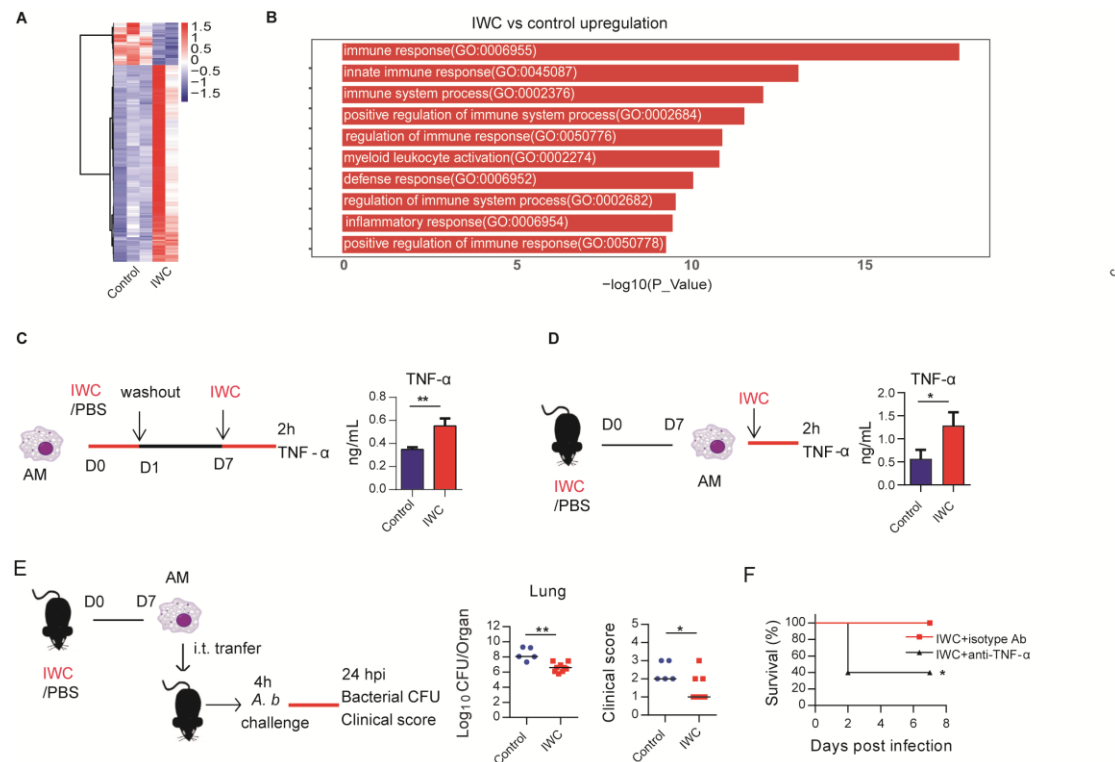 A
1.5
1
0.5
0
−0.5
−1
−1.5
Control
IWC
B
IWC vs control upregulation
immune response(GO:0006955)
innate immune response(GO:0045087)
immune system process(GO:0002376)
positive regulation of immune system process(GO:0002684)
regulation of immune response(GO:0050776)
myeloid leukocyte activation(GO:0002274)
defense response(GO:0006952)
regulation of immune system process(GO:0002682)
inflammatory response(GO:0006954)
positive regulation of immune response(GO:0050778)
0 5 10 15
−log10(P_Value)
C
IWC
/PBS
washout
IWC
AM
D0
D1
D7
2h
TNF - α
TNF-α
**
ng/mL
0.8
0.6
0.4
0.2
0.0
Control
IWC
D
IWC
/PBS
D0
D7
AM
IWC
2h
TNF-α
TNF-α
*
ng/mL
2.0
1.5
1.0
0.5
0.0
Control
IWC
E
IWC
/PBS
D0
D7
AM
i.t. tranfer
4h
A. b
challenge
24 hpi
Bacterial CFU
Clinical score
Lung
**
Log10 CFU/Organ
12
10
8
6
4
2
0
Control
IWC
*
Clinical score
5
4
3
2
1
0
Control
IWC
F
Survival (%)
100
80
60
40
20
0
IWC+isotype Ab
IWC+anti-TNF-α
*
0 2 4 6 8
Days post infection